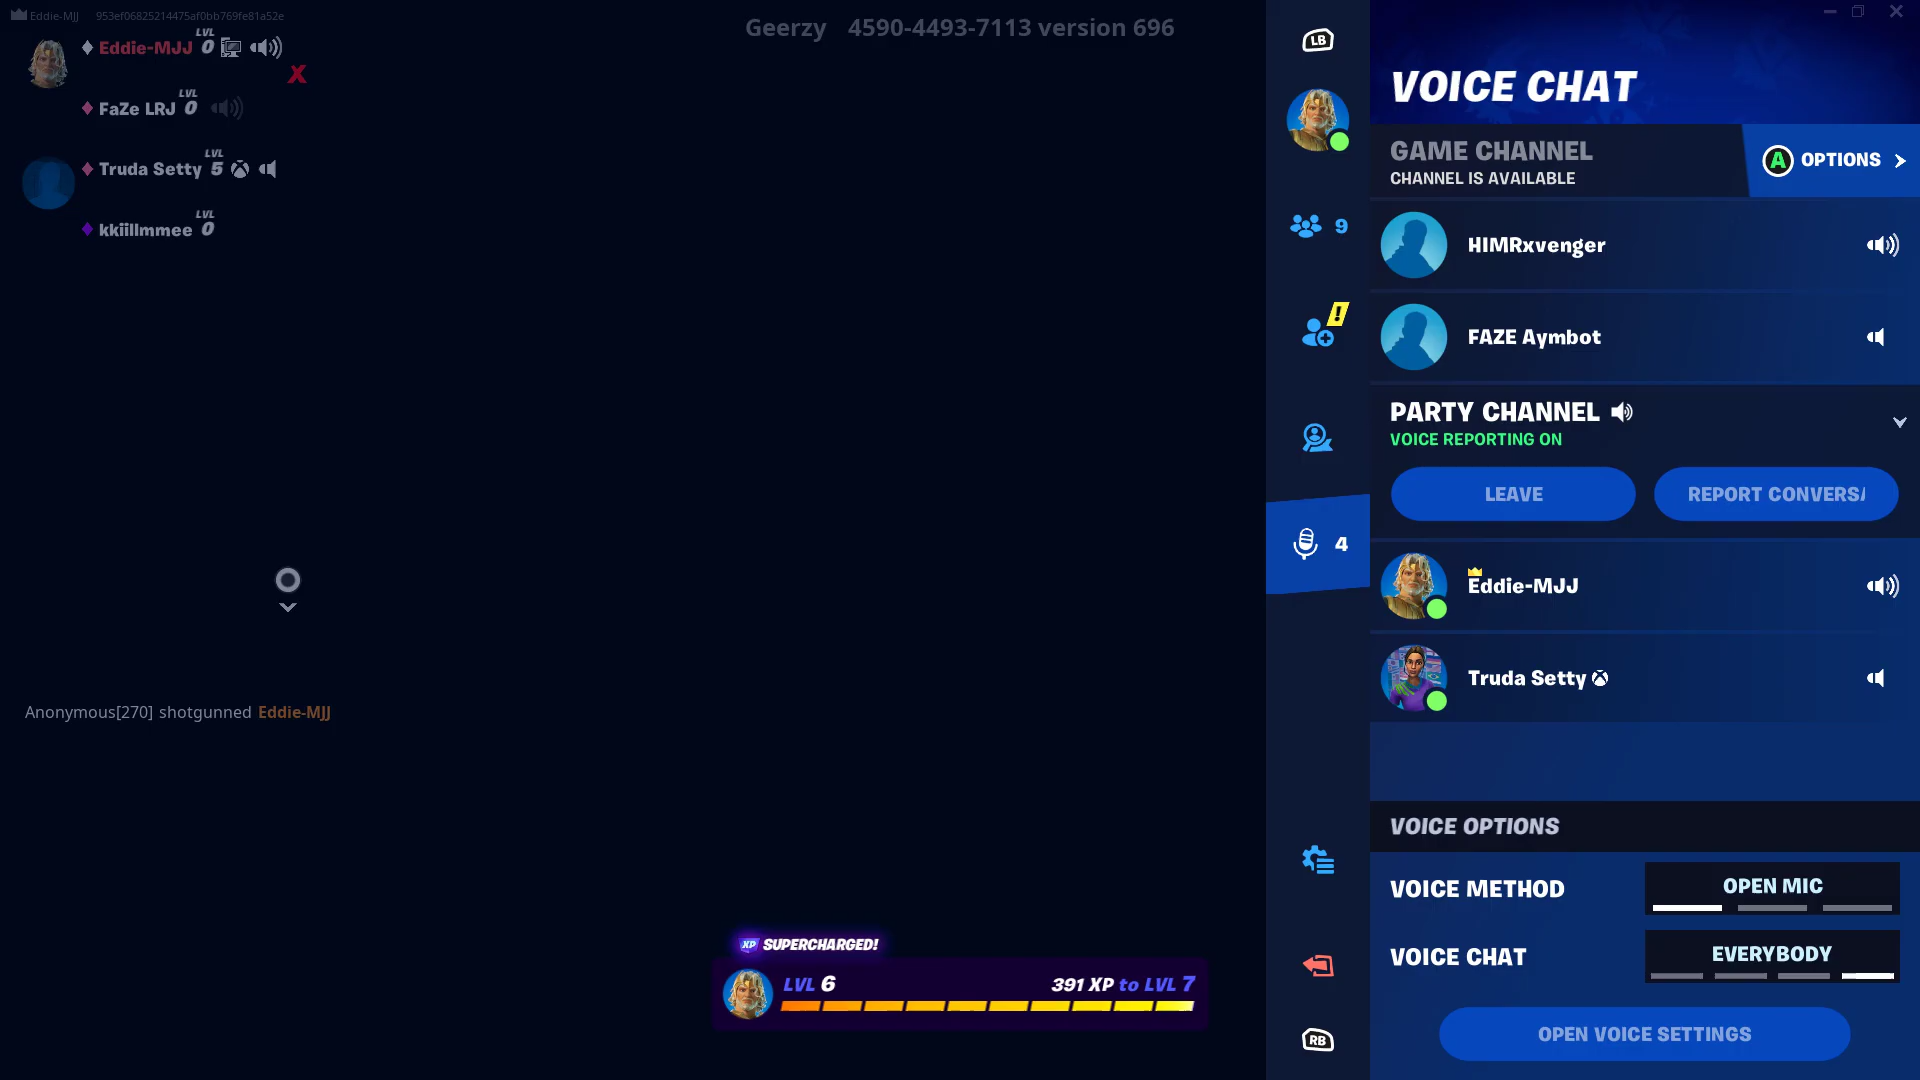 Eddie-MJJ 953ef06825214475af0bb769fe81a52e
Geerzy 4590-4493-7113 version 696
Eddie-MJJ LVL 0
X
FaZe LRJ LVL 0
Truda Setty LVL 5
kkiillmmee LVL 0
Anonymous[270] shotgunned Eddie-MJJ
XP SUPERCHARGED!
LVL 6 391 XP to LVL 7
LB
9
!
4
RB
VOICE CHAT
GAME CHANNEL
CHANNEL IS AVAILABLE
A OPTIONS
HIMRxvenger
FAZE Aymbot
PARTY CHANNEL
VOICE REPORTING ON
LEAVE REPORT CONVERSA
Eddie-MJJ
Truda Setty
VOICE OPTIONS
VOICE METHOD OPEN MIC
VOICE CHAT EVERYBODY
OPEN VOICE SETTINGS